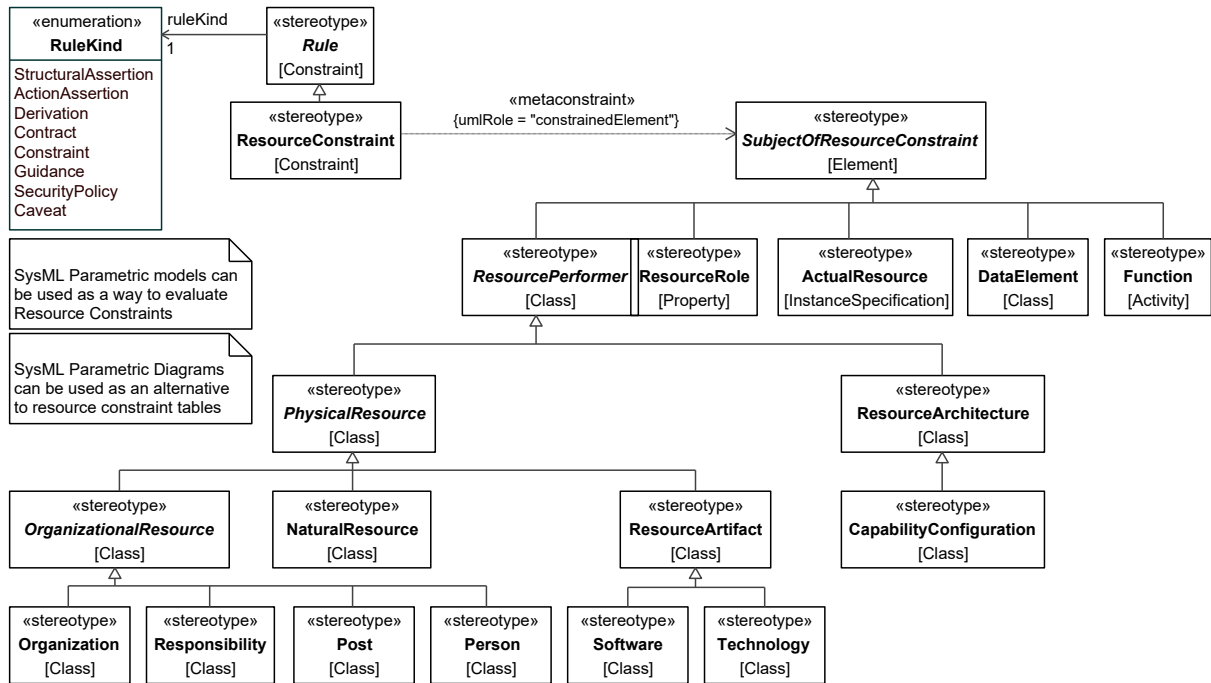 «enumeration»
RuleKind
StructuralAssertion
ActionAssertion
Derivation
Contract
Constraint
Guidance
SecurityPolicy
Caveat
ruleKind
1
«stereotype»
Rule
[Constraint]
«stereotype»
ResourceConstraint
[Constraint]
«metaconstraint»
{umlRole = "constrainedElement"}
«stereotype»
SubjectOfResourceConstraint
[Element]
SysML Parametric models can
be used as a way to evaluate
Resource Constraints
SysML Parametric Diagrams
can be used as an alternative
to resource constraint tables
«stereotype»
ResourcePerformer
[Class]
«stereotype»
ResourceRole
[Property]
«stereotype»
ActualResource
[InstanceSpecification]
«stereotype»
DataElement
[Class]
«stereotype»
Function
[Activity]
«stereotype»
PhysicalResource
[Class]
«stereotype»
ResourceArchitecture
[Class]
«stereotype»
OrganizationalResource
[Class]
«stereotype»
NaturalResource
[Class]
«stereotype»
ResourceArtifact
[Class]
«stereotype»
CapabilityConfiguration
[Class]
«stereotype»
Organization
[Class]
«stereotype»
Responsibility
[Class]
«stereotype»
Post
[Class]
«stereotype»
Person
[Class]
«stereotype»
Software
[Class]
«stereotype»
Technology
[Class]